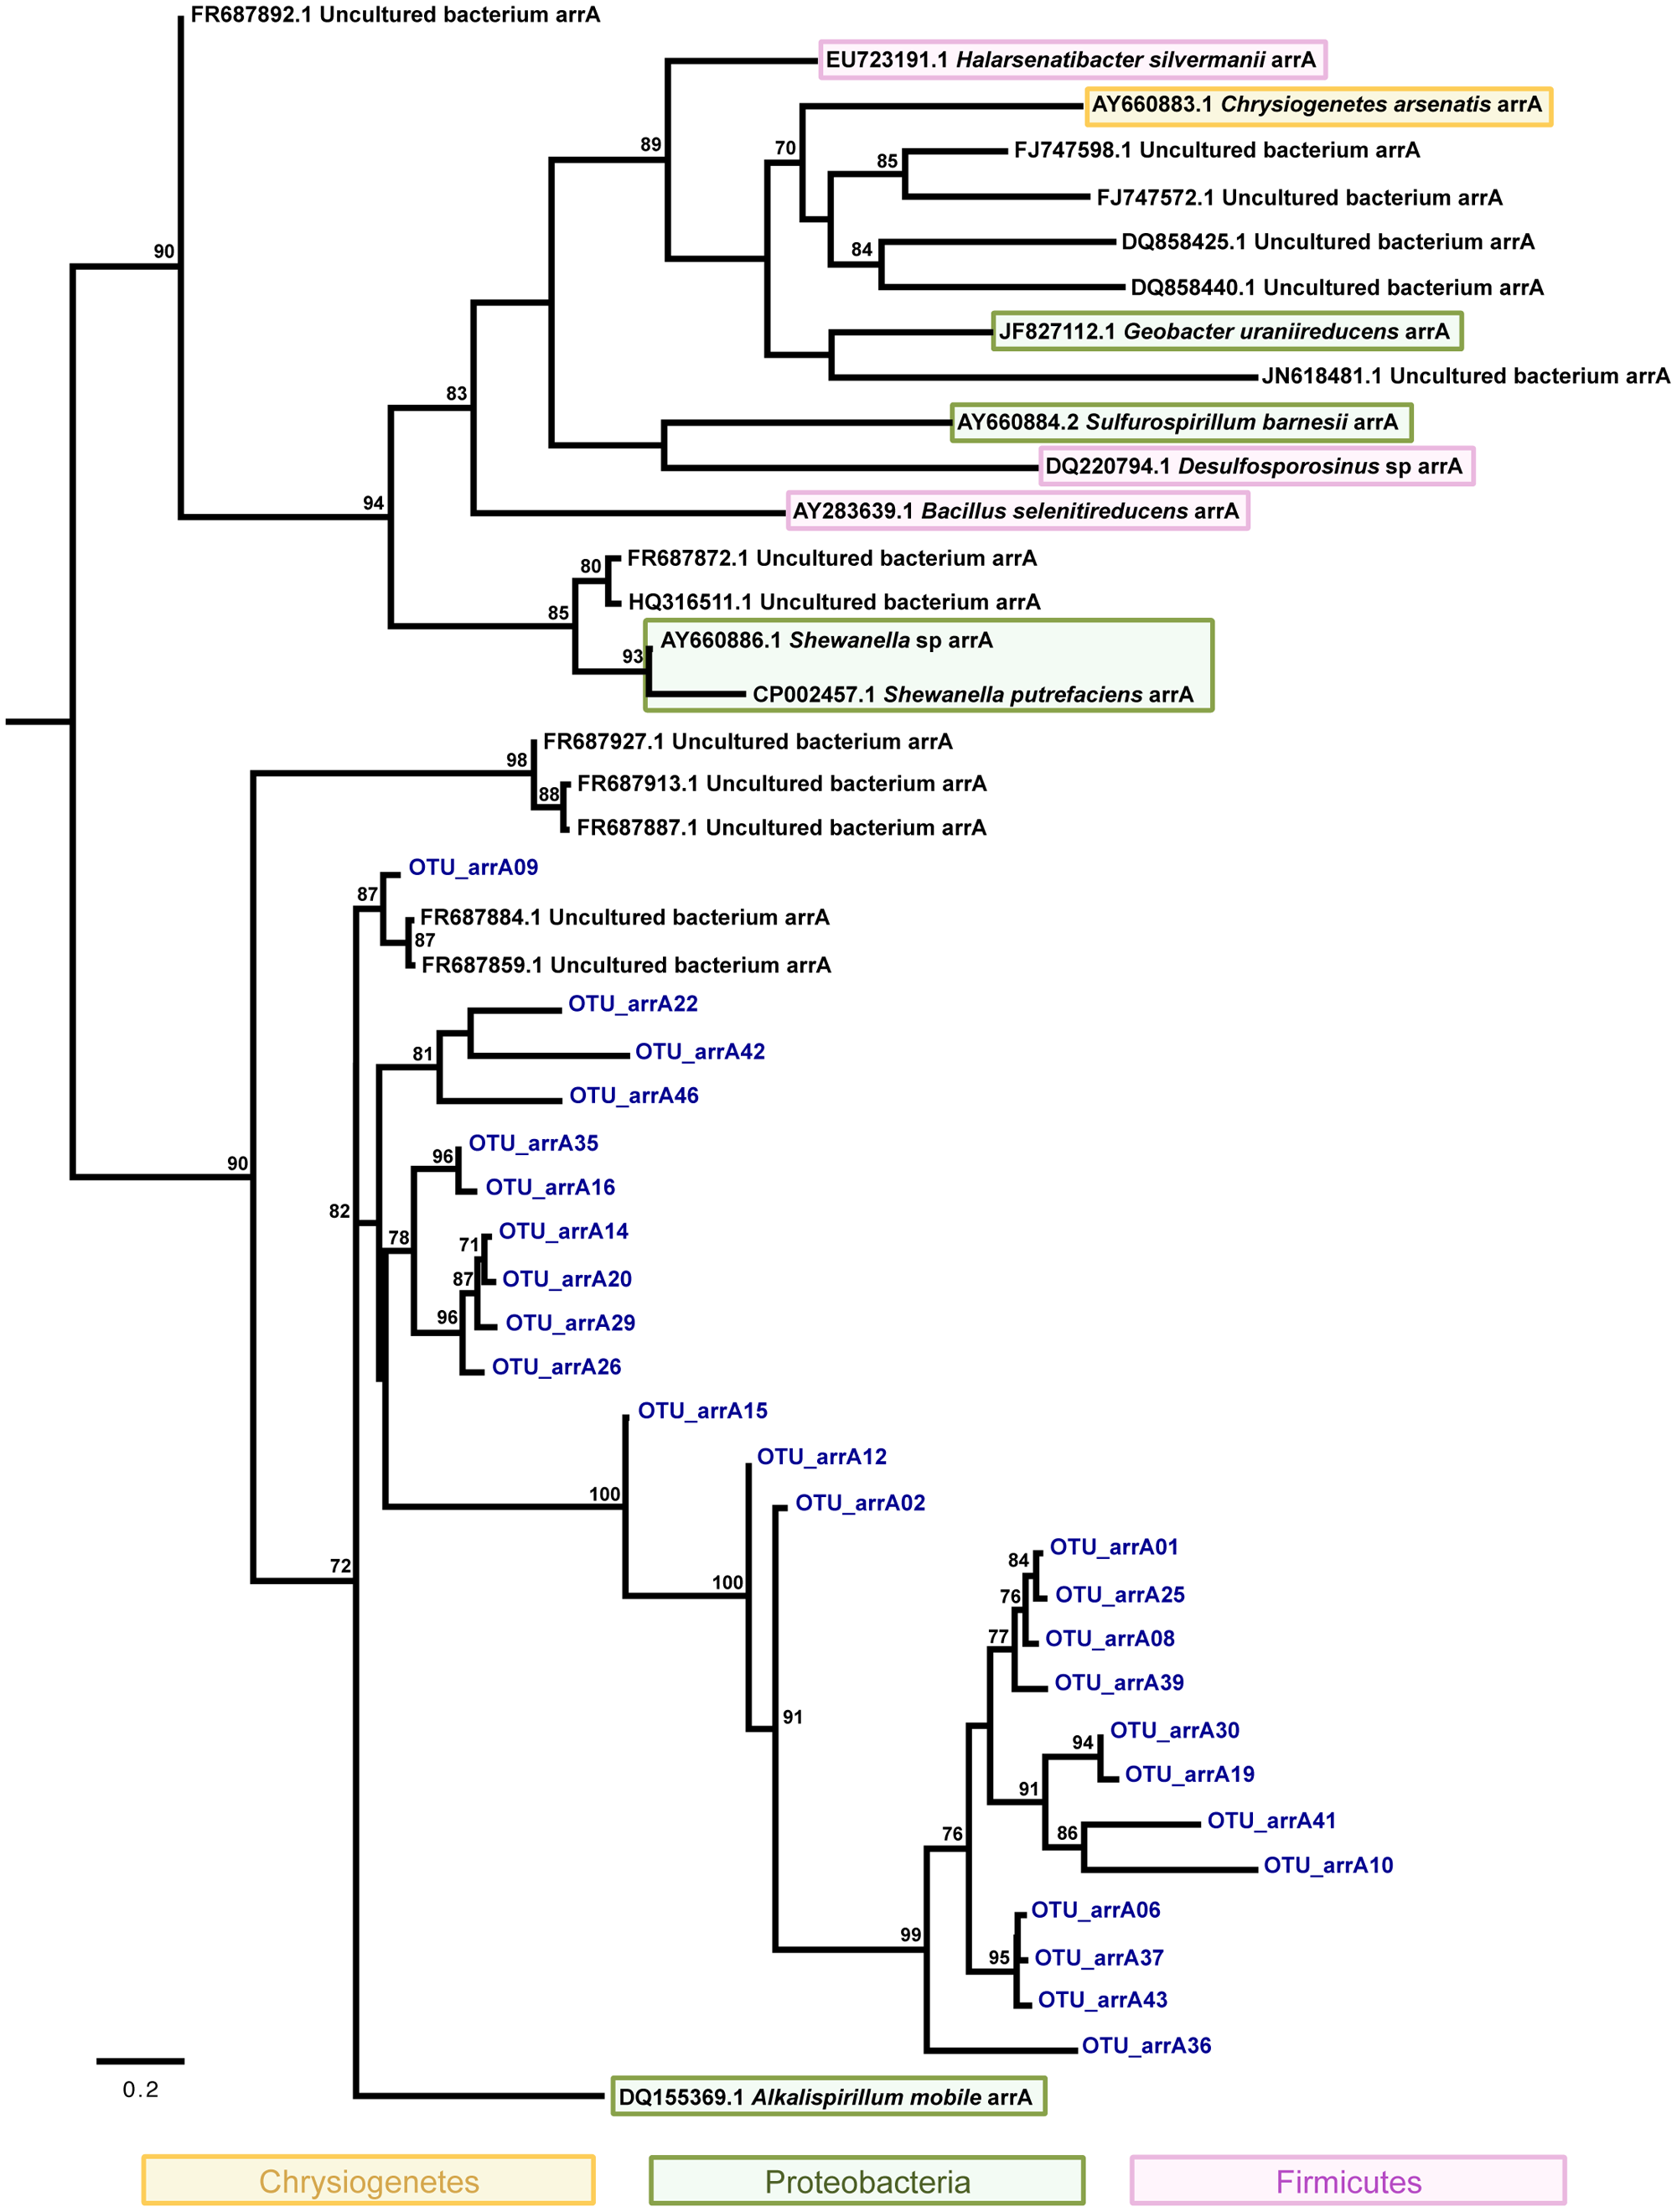 FR687892.1 Uncultured bacterium arrA
EU723191.1 Halarsenatibacter silvermanii arrA
AY660883.1 Chrysiogenetes arsenatis arrA
89
70
FJ747598.1 Uncultured bacterium arrA
85
FJ747572.1 Uncultured bacterium arrA
DQ858425.1 Uncultured bacterium arrA
90
84
DQ858440.1 Uncultured bacterium arrA
JF827112.1 Geobacter uraniireducens arrA
JN618481.1 Uncultured bacterium arrA
83
AY660884.2 Sulfurospirillum barnesii arrA
DQ220794.1 Desulfosporosinus sp arrA
94
AY283639.1 Bacillus selenitireducens arrA
FR687872.1 Uncultured bacterium arrA
80
HQ316511.1 Uncultured bacterium arrA
85
AY660886.1 Shewanella sp arrA
93
CP002457.1 Shewanella putrefaciens arrA
FR687927.1 Uncultured bacterium arrA
98
FR687913.1 Uncultured bacterium arrA
88
FR687887.1 Uncultured bacterium arrA
OTU_arrA09
87
FR687884.1 Uncultured bacterium arrA
87
FR687859.1 Uncultured bacterium arrA
OTU_arrA22
81
OTU_arrA42
OTU_arrA46
OTU_arrA35
96
90
OTU_arrA16
82
OTU_arrA14
78
71
OTU_arrA20
87
96
OTU_arrA29
OTU_arrA26
OTU_arrA15
OTU_arrA12
100
OTU_arrA02
OTU_arrA01
84
72
100
OTU_arrA25
76
77
OTU_arrA08
OTU_arrA39
91
OTU_arrA30
94
OTU_arrA19
91
OTU_arrA41
76
86
OTU_arrA10
OTU_arrA06
99
95
OTU_arrA37
OTU_arrA43
OTU_arrA36
0.2
DQ155369.1 Alkalispirillum mobile arrA
Chrysiogenetes
Proteobacteria
Firmicutes